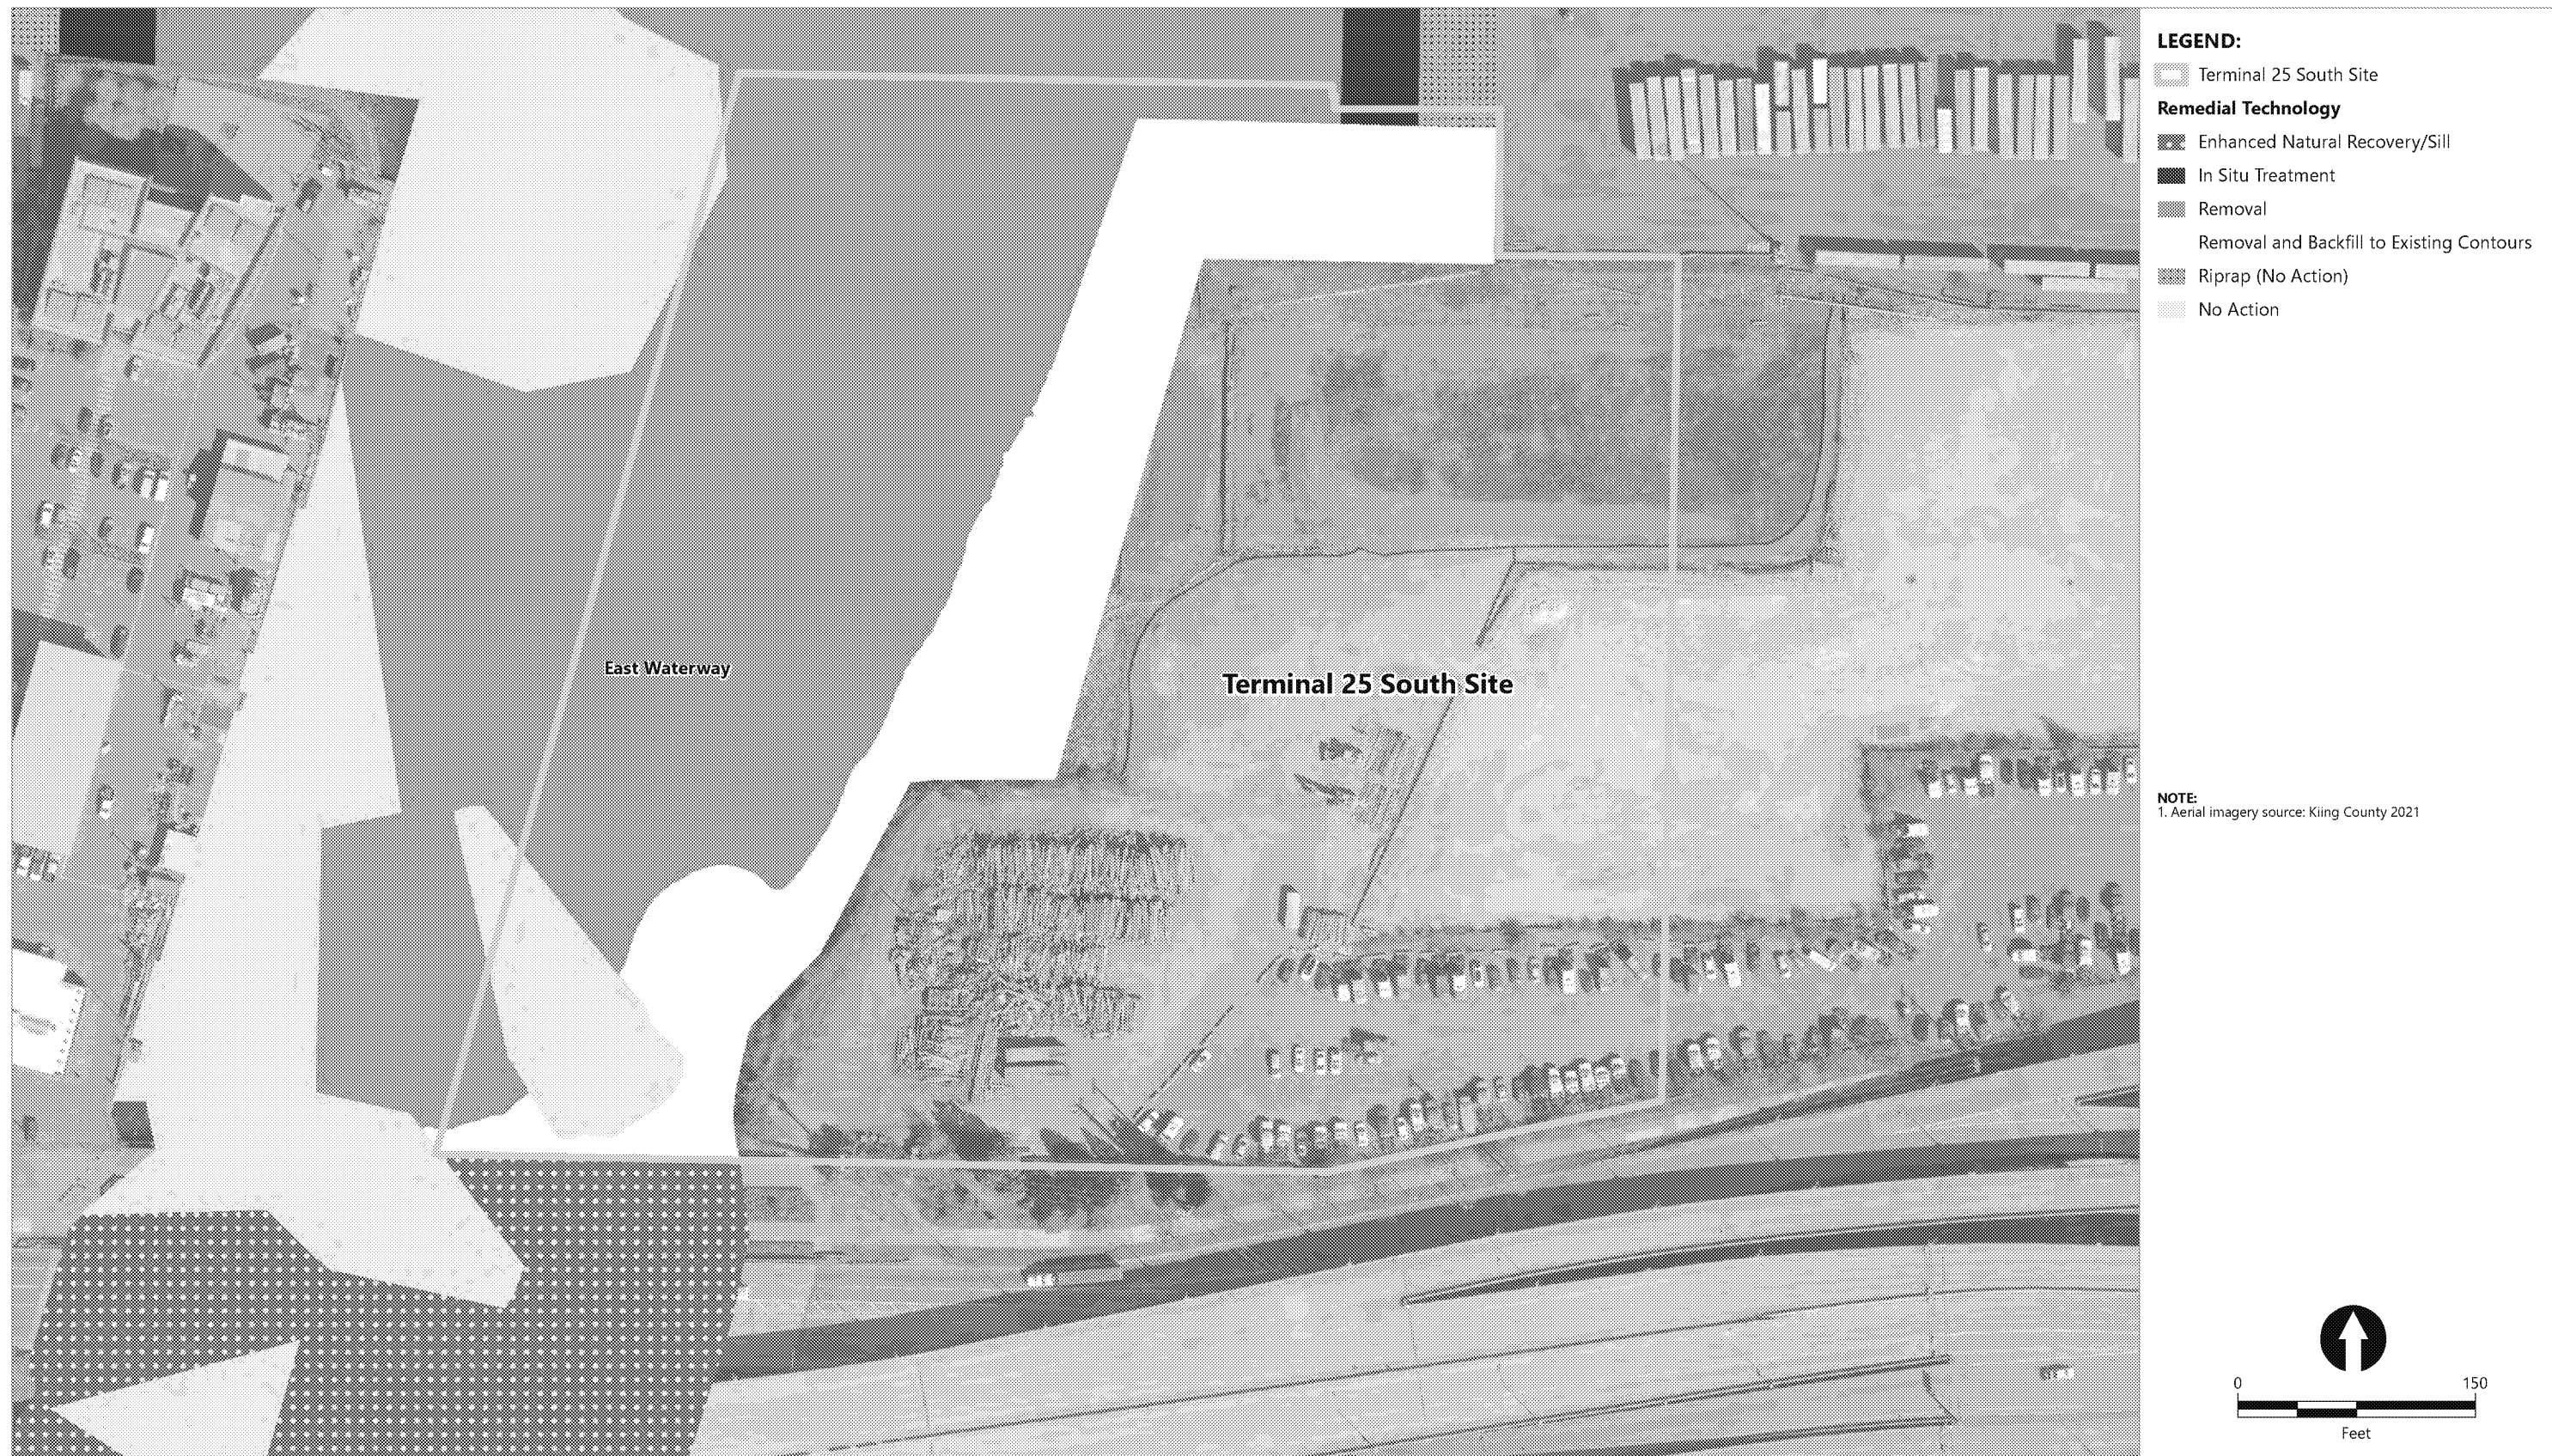 LEGEND:
Terminal 25 South Site
Remedial Technology
Enhanced Natural Recovery/Sill
In Situ Treatment
Removal
Removal and Backfill to Existing Contours
Riprap (No Action)
No Action
East Waterway
Terminal 25 South Site
NOTE:
1. Aerial imagery source: Kiing County 2021
0 150
Feet